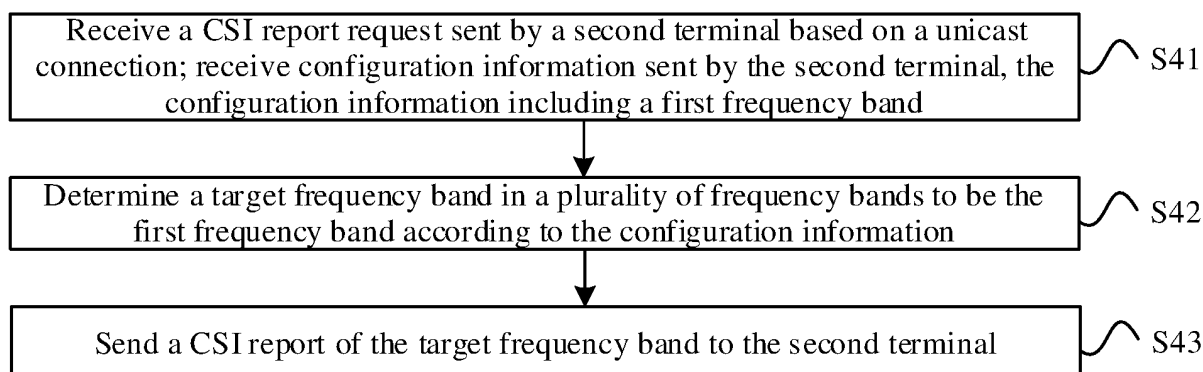 Receive a CSI report request sent by a second terminal based on a unicast
connection; receive configuration information sent by the second terminal, the
configuration information including a first frequency band
S41
Determine a target frequency band in a plurality of frequency bands to be the
first frequency band according to the configuration information
S42
Send a CSI report of the target frequency band to the second terminal
S43